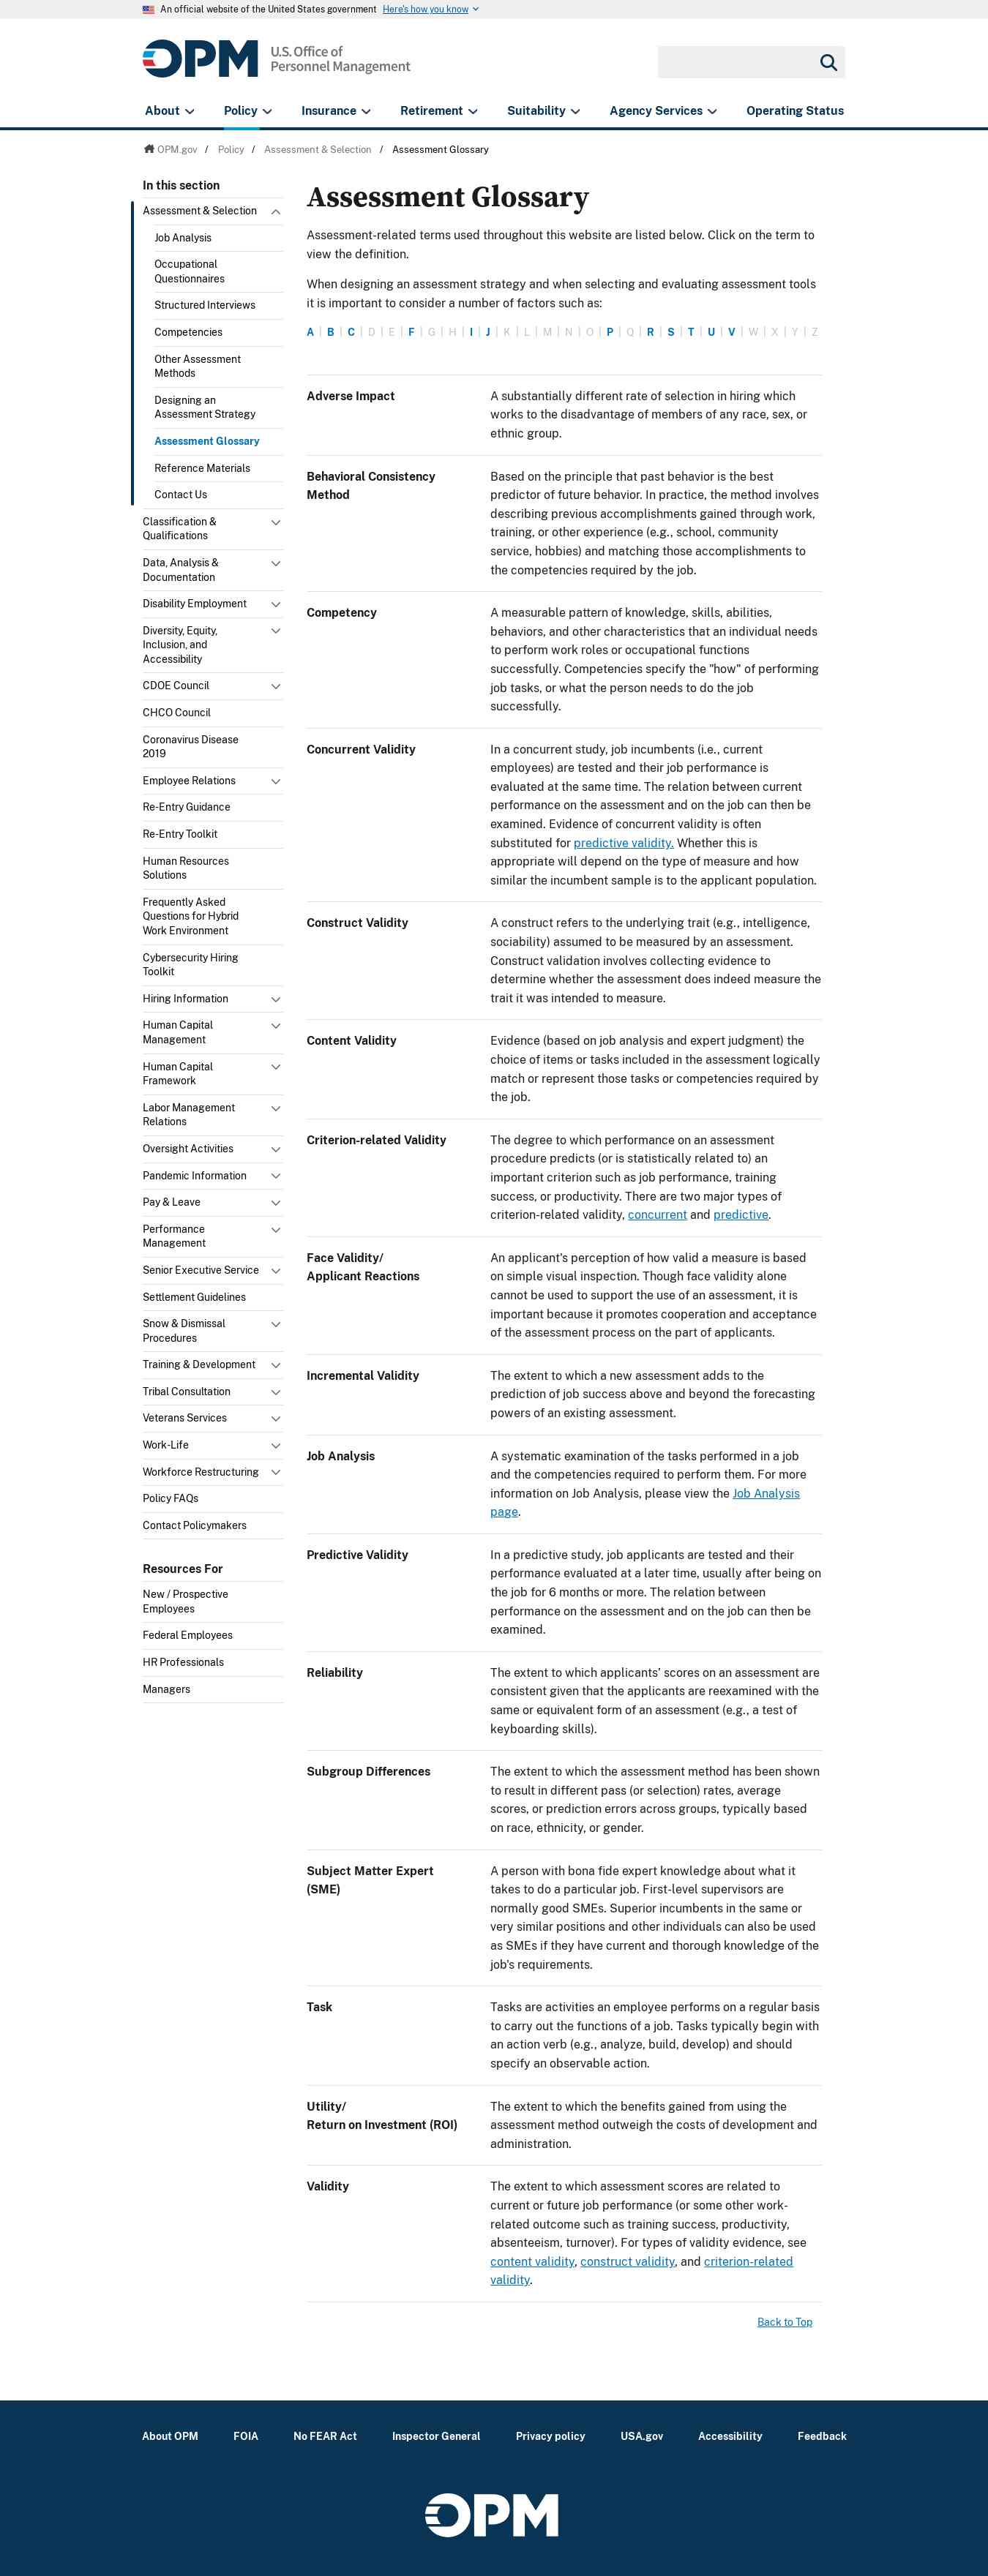 An official website of the United States government Here's how you know
OPM U.S. Office of
Personnel Management
About Policy Insurance Retirement Suitability Agency Services Operating Status
OPM.gov / Policy / Assessment & Selection / Assessment Glossary
In this section
Assessment & Selection
Job Analysis
Occupational
Questionnaires
Structured Interviews
Competencies
Other Assessment
Methods
Designing an
Assessment Strategy
Assessment Glossary
Reference Materials
Contact Us
Classification &
Qualifications
Data, Analysis &
Documentation
Disability Employment
Diversity, Equity,
Inclusion, and
Accessibility
CDOE Council
CHCO Council
Coronavirus Disease
2019
Employee Relations
Re-Entry Guidance
Re-Entry Toolkit
Human Resources
Solutions
Frequently Asked
Questions for Hybrid
Work Environment
Cybersecurity Hiring
Toolkit
Hiring Information
Human Capital
Management
Human Capital
Framework
Labor Management
Relations
Oversight Activities
Pandemic Information
Pay & Leave
Performance
Management
Senior Executive Service
Settlement Guidelines
Snow & Dismissal
Procedures
Training & Development
Tribal Consultation
Veterans Services
Work-Life
Workforce Restructuring
Policy FAQs
Contact Policymakers
Resources For
New / Prospective
Employees
Federal Employees
HR Professionals
Managers
Assessment Glossary
Assessment-related terms used throughout this website are listed below. Click on the term to
view the definition.
When designing an assessment strategy and when selecting and evaluating assessment tools
it is important to consider a number of factors such as:
A | B | C | D | E | F | G | H | I | J | K | L | M | N | O | P | Q | R | S | T | U | V | W | X | Y | Z
Adverse Impact
A substantially different rate of selection in hiring which
works to the disadvantage of members of any race, sex, or
ethnic group.
Behavioral Consistency
Method
Based on the principle that past behavior is the best
predictor of future behavior. In practice, the method involves
describing previous accomplishments gained through work,
training, or other experience (e.g., school, community
service, hobbies) and matching those accomplishments to
the competencies required by the job.
Competency
A measurable pattern of knowledge, skills, abilities,
behaviors, and other characteristics that an individual needs
to perform work roles or occupational functions
successfully. Competencies specify the "how" of performing
job tasks, or what the person needs to do the job
successfully.
Concurrent Validity
In a concurrent study, job incumbents (i.e., current
employees) are tested and their job performance is
evaluated at the same time. The relation between current
performance on the assessment and on the job can then be
examined. Evidence of concurrent validity is often
substituted for predictive validity. Whether this is
appropriate will depend on the type of measure and how
similar the incumbent sample is to the applicant population.
Construct Validity
A construct refers to the underlying trait (e.g., intelligence,
sociability) assumed to be measured by an assessment.
Construct validation involves collecting evidence to
determine whether the assessment does indeed measure the
trait it was intended to measure.
Content Validity
Evidence (based on job analysis and expert judgment) the
choice of items or tasks included in the assessment logically
match or represent those tasks or competencies required by
the job.
Criterion-related Validity
The degree to which performance on an assessment
procedure predicts (or is statistically related to) an
important criterion such as job performance, training
success, or productivity. There are two major types of
criterion-related validity, concurrent and predictive.
Face Validity/
Applicant Reactions
An applicant's perception of how valid a measure is based
on simple visual inspection. Though face validity alone
cannot be used to support the use of an assessment, it is
important because it promotes cooperation and acceptance
of the assessment process on the part of applicants.
Incremental Validity
The extent to which a new assessment adds to the
prediction of job success above and beyond the forecasting
powers of an existing assessment.
Job Analysis
A systematic examination of the tasks performed in a job
and the competencies required to perform them. For more
information on Job Analysis, please view the Job Analysis
page.
Predictive Validity
In a predictive study, job applicants are tested and their
performance evaluated at a later time, usually after being on
the job for 6 months or more. The relation between
performance on the assessment and on the job can then be
examined.
Reliability
The extent to which applicants' scores on an assessment are
consistent given that the applicants are reexamined with the
same or equivalent form of an assessment (e.g., a test of
keyboarding skills).
Subgroup Differences
The extent to which the assessment method has been shown
to result in different pass (or selection) rates, average
scores, or prediction errors across groups, typically based
on race, ethnicity, or gender.
Subject Matter Expert
(SME)
A person with bona fide expert knowledge about what it
takes to do a particular job. First-level supervisors are
normally good SMEs. Superior incumbents in the same or
very similar positions and other individuals can also be used
as SMEs if they have current and thorough knowledge of the
job's requirements.
Task
Tasks are activities an employee performs on a regular basis
to carry out the functions of a job. Tasks typically begin with
an action verb (e.g., analyze, build, develop) and should
specify an observable action.
Utility/
Return on Investment (ROI)
The extent to which the benefits gained from using the
assessment method outweigh the costs of development and
administration.
Validity
The extent to which assessment scores are related to
current or future job performance (or some other work-
related outcome such as training success, productivity,
absenteeism, turnover). For types of validity evidence, see
content validity, construct validity, and criterion-related
validity.
Back to Top
About OPM FOIA No FEAR Act Inspector General Privacy policy USA.gov Accessibility Feedback
OPM